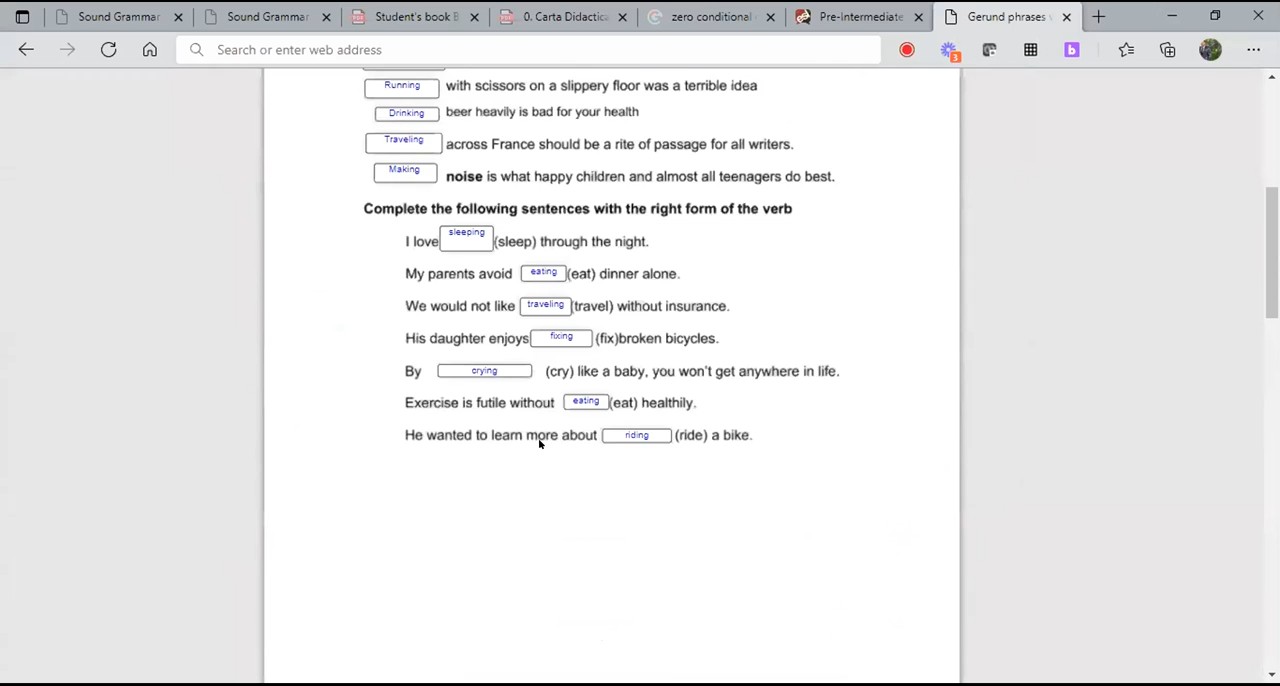 Sound Grammar
Sound Grammar
Student's book B
0. Carta Didactica
zero conditional
Pre-Intermediate
Gerund phrases
Search or enter web address
3
b
Running with scissors on a slippery floor was a terrible idea
Drinking beer heavily is bad for your health
Traveling across France should be a rite of passage for all writers.
Making noise is what happy children and almost all teenagers do best.
Complete the following sentences with the right form of the verb
I love sleeping (sleep) through the night.
My parents avoid eating (eat) dinner alone.
We would not like traveling (travel) without insurance.
His daughter enjoys fixing (fix)broken bicycles.
By crying (cry) like a baby, you won't get anywhere in life.
Exercise is futile without eating (eat) healthily.
He wanted to learn more about riding (ride) a bike.